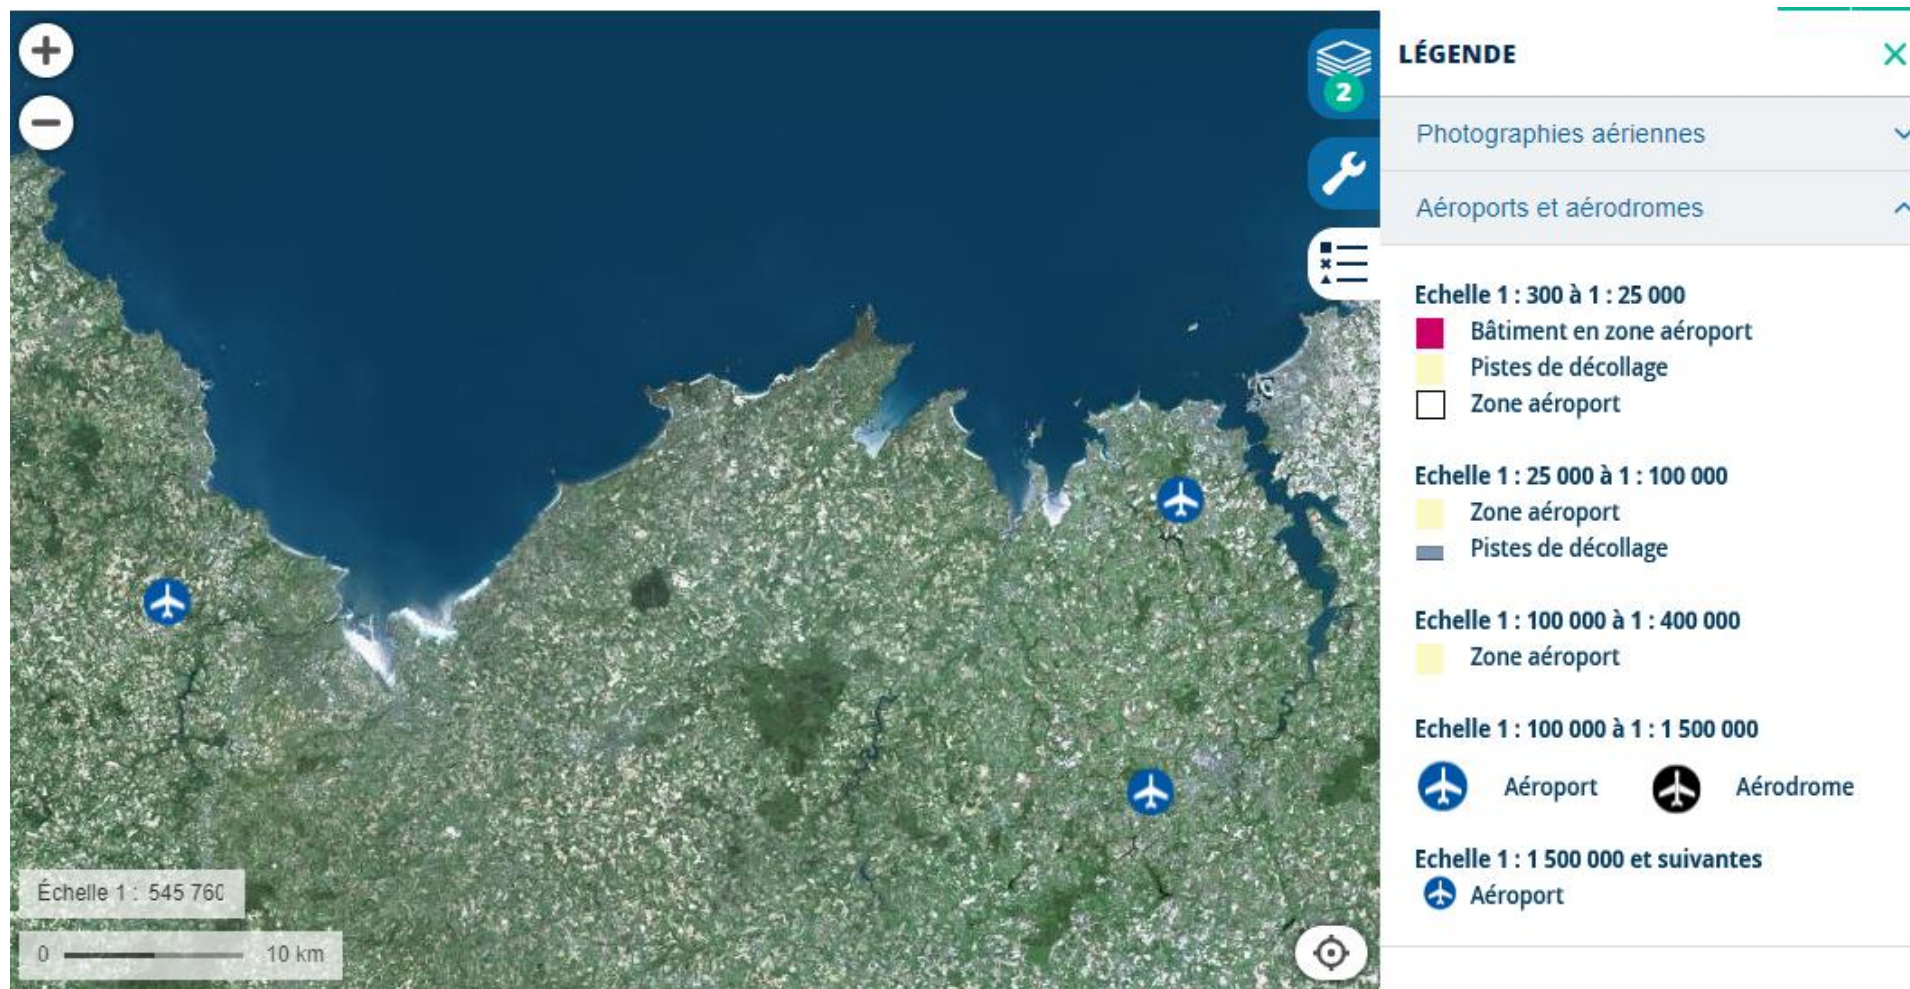 2
LÉGENDE
Photographies aériennes
Aéroports et aérodromes
Echelle 1 : 300 à 1 : 25 000
Bâtiment en zone aéroport
Pistes de décollage
Zone aéroport
Echelle 1 : 25 000 à 1 : 100 000
Zone aéroport
Pistes de décollage
Echelle 1 : 100 000 à 1 : 400 000
Zone aéroport
Echelle 1 : 100 000 à 1 : 1 500 000
Aéroport Aérodrome
Echelle 1 : 1 500 000 et suivantes
Aéroport
Échelle 1 : 545 760
0 10 km